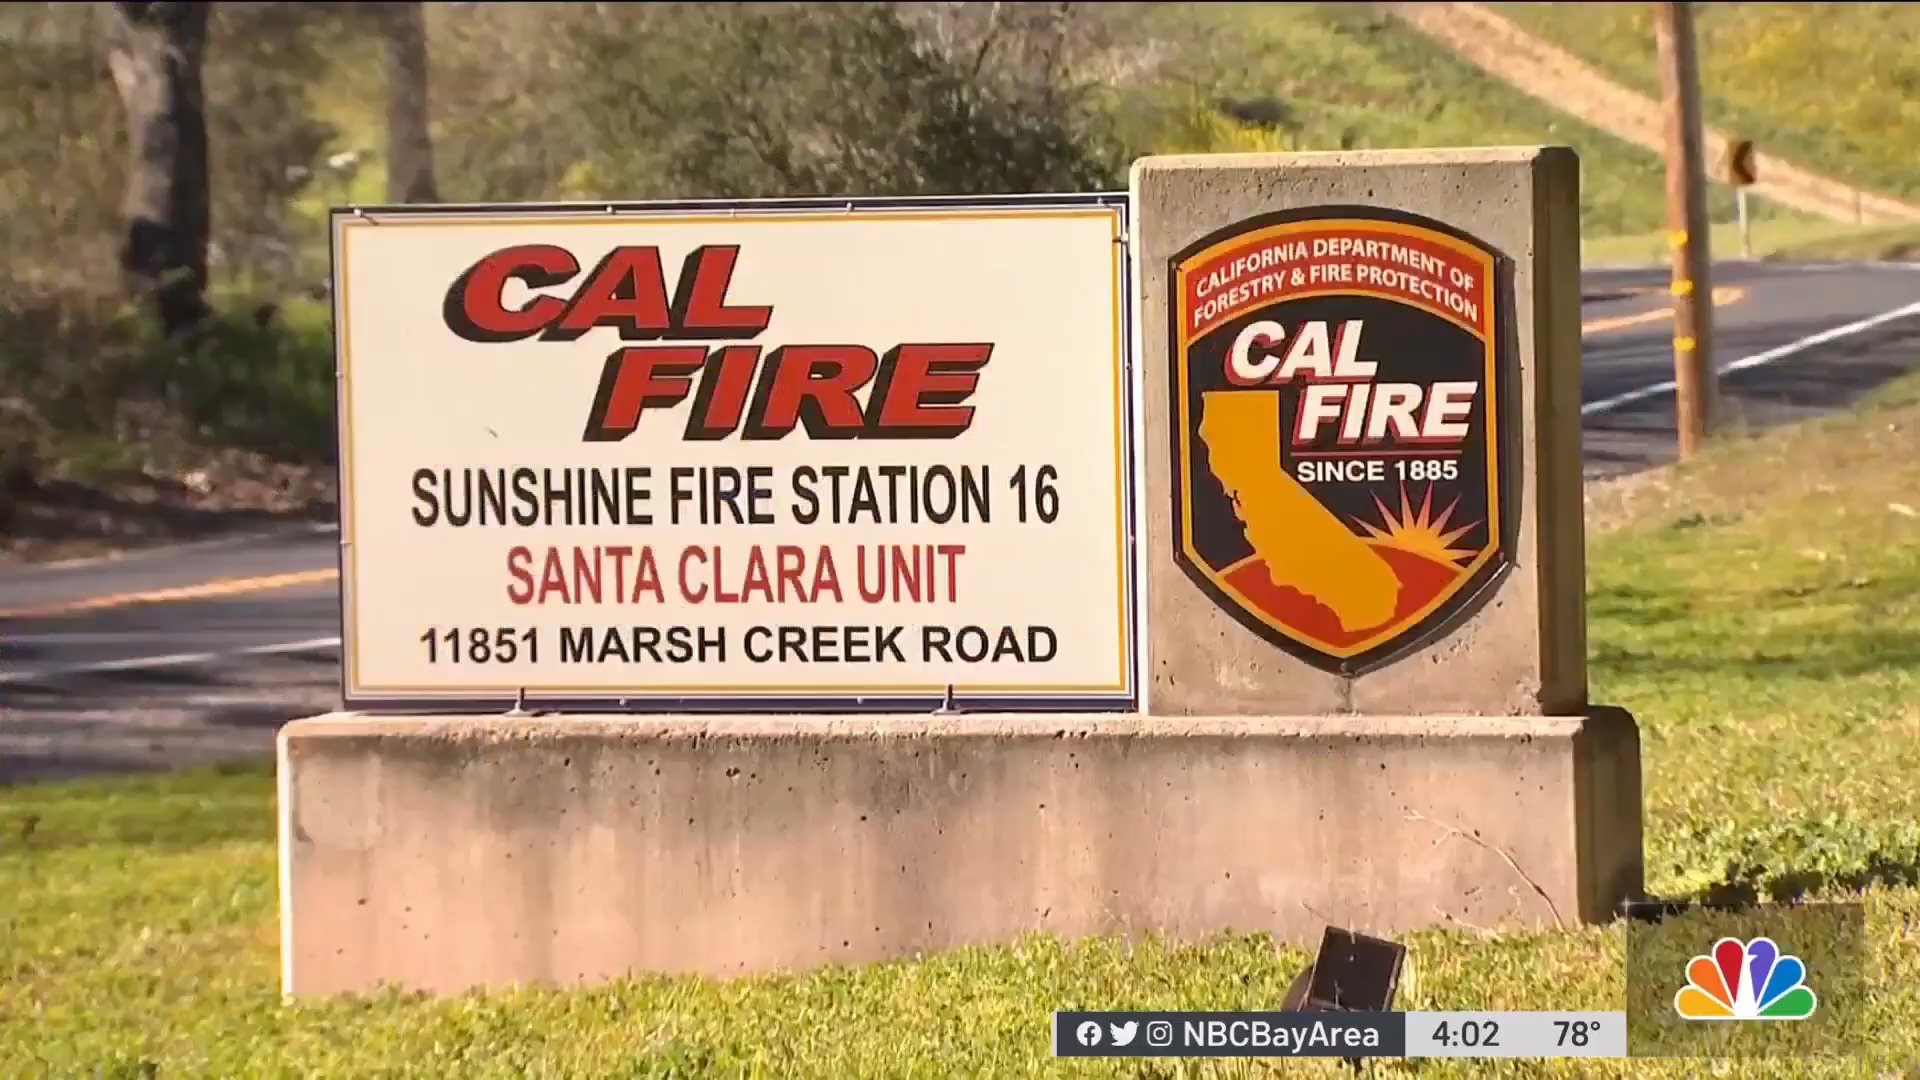 CAL
FIRE
SUNSHINE FIRE STATION 16
SANTA CLARA UNIT
11851 MARSH CREEK ROAD
CALIFORNIA DEPARTMENT OF
FORESTRY & FIRE PROTECTION
CAL
FIRE
SINCE 1885
NBCBayArea 4:02 78°